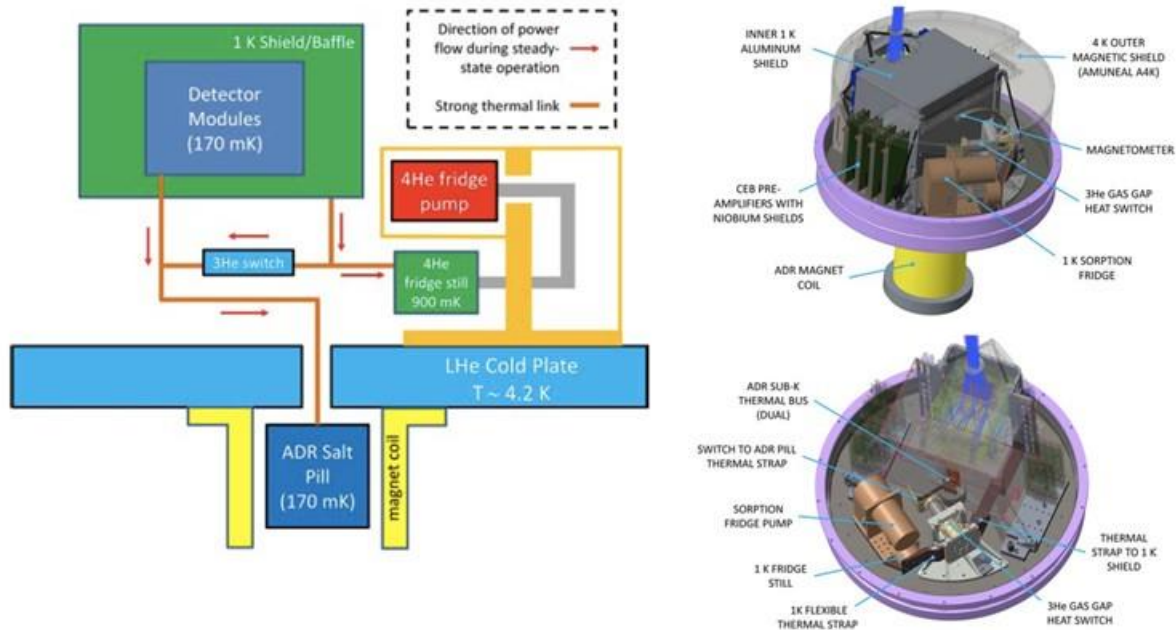 1 K Shield/Baffle
Detector
Modules
(170 mK)
Direction of power
flow during steady-
state operation
Strong thermal link
4He fridge
pump
3He switch
4He
fridge still
900 mK
LHe Cold Plate
T ~ 4.2 K
ADR Salt
Pill
(170 mK)
magnet coil
INNER 1 K
ALUMINUM
SHIELD
4 K OUTER
MAGNETIC SHIELD
(AMUNEAL A4K)
MAGNETOMETER
CEB PRE-
AMPLIFIERS WITH
NIOBIUM SHIELDS
3He GAS GAP
HEAT SWITCH
1 K SORPTION
FRIDGE
ADR MAGNET
COIL
ADR SUB-K
THERMAL BUS
(DUAL)
SWITCH TO ADR PILL
THERMAL STRAP
SORPTION
FRIDGE PUMP
1 K FRIDGE
STILL
1K FLEXIBLE
THERMAL STRAP
THERMAL
STRAP TO 1 K
SHIELD
3He GAS GAP
HEAT SWITCH